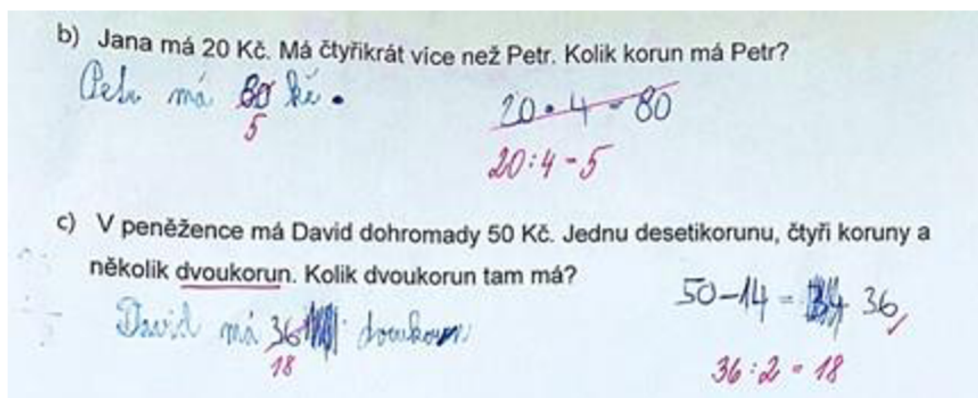 b) Jana má 20 Kč. Má čtyřikrát více než Petr. Kolik korun má Petr?
Petr má 80 kč.
5
20 · 4 = 80
20:4 = 5
c) V peněžence má David dohromady 50 Kč. Jednu desetikorunu, čtyři koruny a
několik dvoukorun. Kolik dvoukorun tam má?
50-14 = 36
David má 36 doukorun
18
36:2 = 18